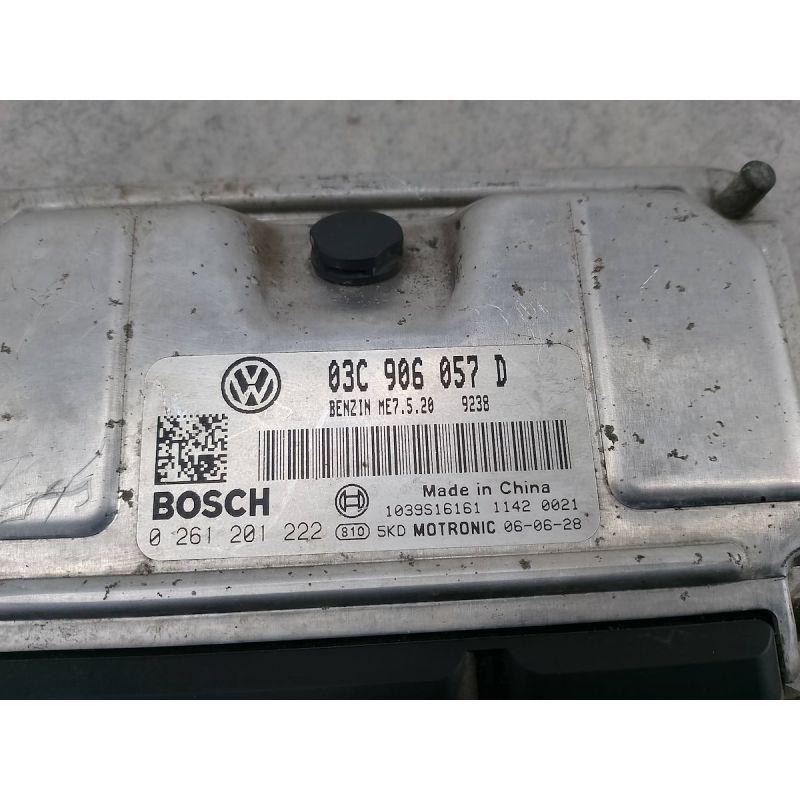 03C 906 057 D
BENZIN ME7.5.20 9238
BOSCH
Made in China
1039S16161 1142 0021
0 261 201 222 810 5KD MOTRONIC 06-06-28